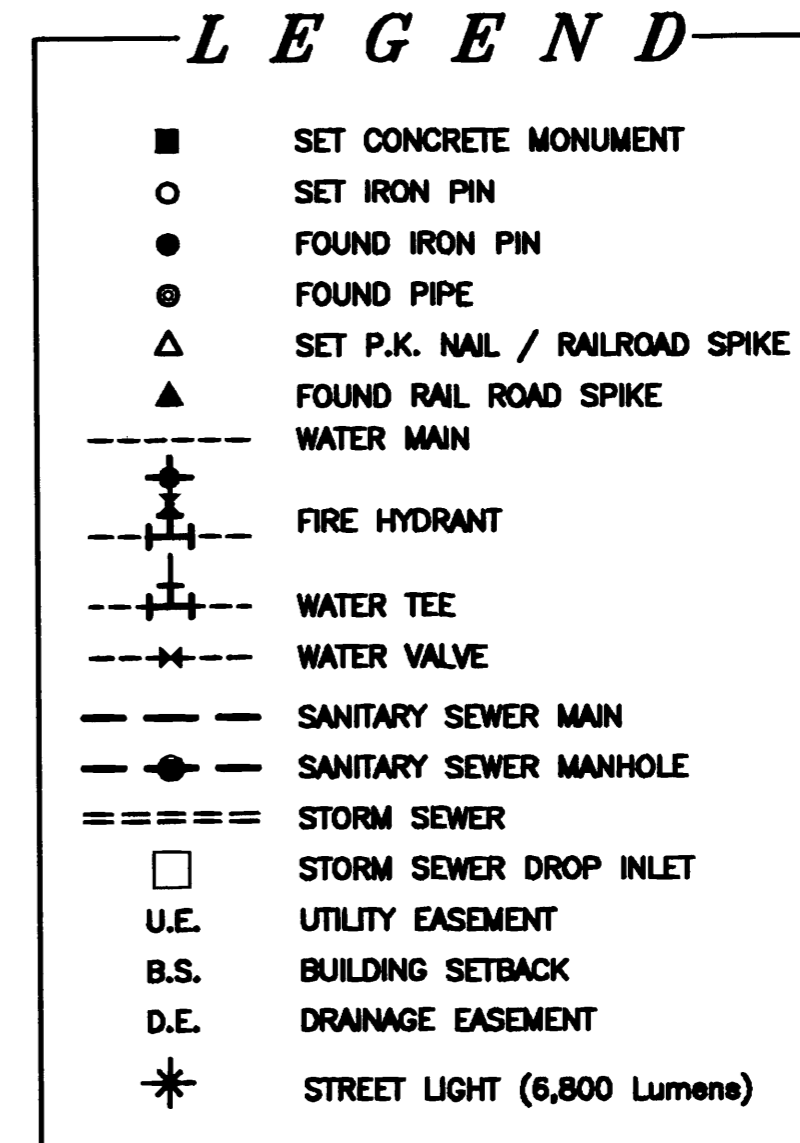 LEGEND
SET CONCRETE MONUMENT
SET IRON PIN
FOUND IRON PIN
FOUND PIPE
SET P.K. NAIL / RAILROAD SPIKE
FOUND RAIL ROAD SPIKE
WATER MAIN
FIRE HYDRANT
WATER TEE
WATER VALVE
SANITARY SEWER MAIN
SANITARY SEWER MANHOLE
STORM SEWER
STORM SEWER DROP INLET
U.E. UTILITY EASEMENT
B.S. BUILDING SETBACK
D.E. DRAINAGE EASEMENT
STREET LIGHT (6,800 Lumens)